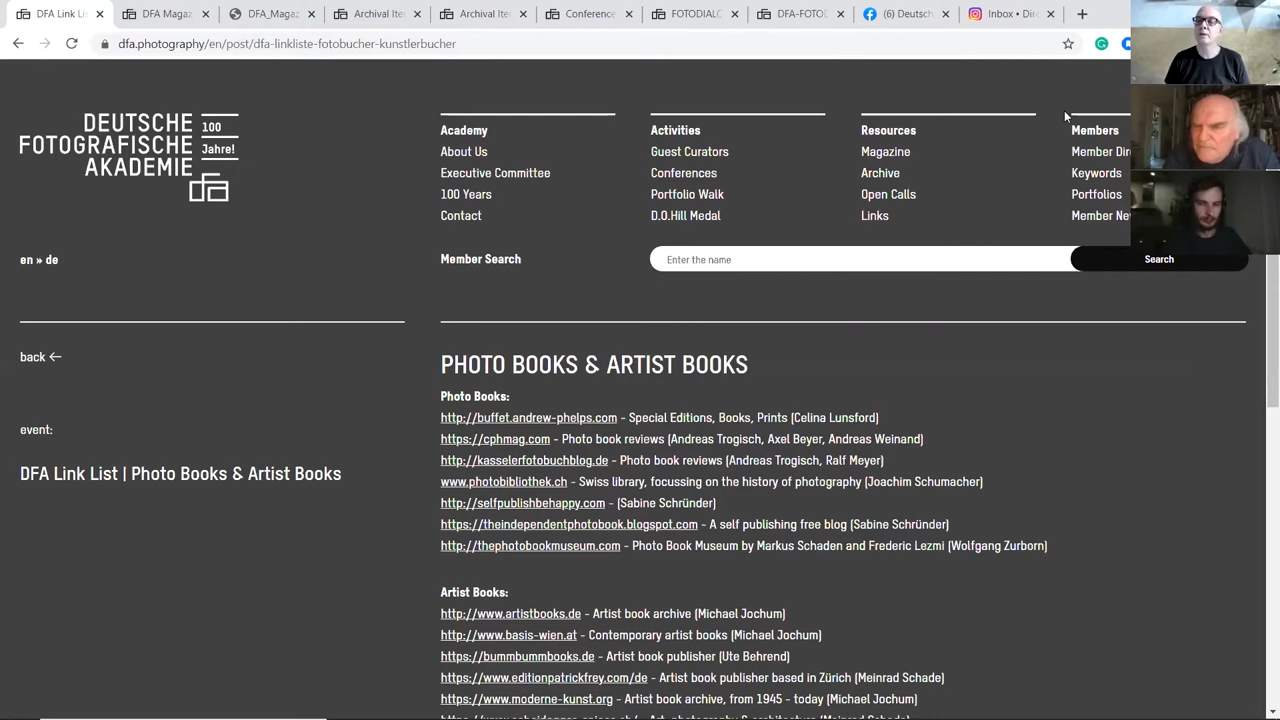 DFA Link Lis
DFA Magaz
DFA_Magaz
Archival Iter
Archival Iter
Conference
FOTODIALO
DFA-FOTOD
(6) Deutsch
Inbox • Dire
dfa.photography/en/post/dfa-linkliste-fotobucher-kunstlerbucher
DEUTSCHE
FOTOGRAFISCHE
AKADEMIE
100
Jahre!
Academy
About Us
Executive Committee
100 Years
Contact
Activities
Guest Curators
Conferences
Portfolio Walk
D.O.Hill Medal
Resources
Magazine
Archive
Open Calls
Links
Members
Member Dir
Keywords
Portfolios
Member Ne
en » de
Member Search
Enter the name
Search
back ←
event:
DFA Link List | Photo Books & Artist Books
PHOTO BOOKS & ARTIST BOOKS
Photo Books:
http://buffet.andrew-phelps.com - Special Editions, Books, Prints (Celina Lunsford)
https://cphmag.com - Photo book reviews (Andreas Trogisch, Axel Beyer, Andreas Weinand)
http://kasselerfotobuchblog.de - Photo book reviews (Andreas Trogisch, Ralf Meyer)
www.photobibliothek.ch - Swiss library, focussing on the history of photography (Joachim Schumacher)
http://selfpublishbehappy.com - (Sabine Schründer)
https://theindependentphotobook.blogspot.com - A self publishing free blog (Sabine Schründer)
http://thephotobookmuseum.com - Photo Book Museum by Markus Schaden and Frederic Lezmi (Wolfgang Zurborn)
Artist Books:
http://www.artistbooks.de - Artist book archive (Michael Jochum)
http://www.basis-wien.at - Contemporary artist books (Michael Jochum)
https://bummbummbooks.de - Artist book publisher (Ute Behrend)
https://www.editionpatrickfrey.com/de - Artist book publisher based in Zürich (Meinrad Schade)
https://www.moderne-kunst.org - Artist book archive, from 1945 - today (Michael Jochum)